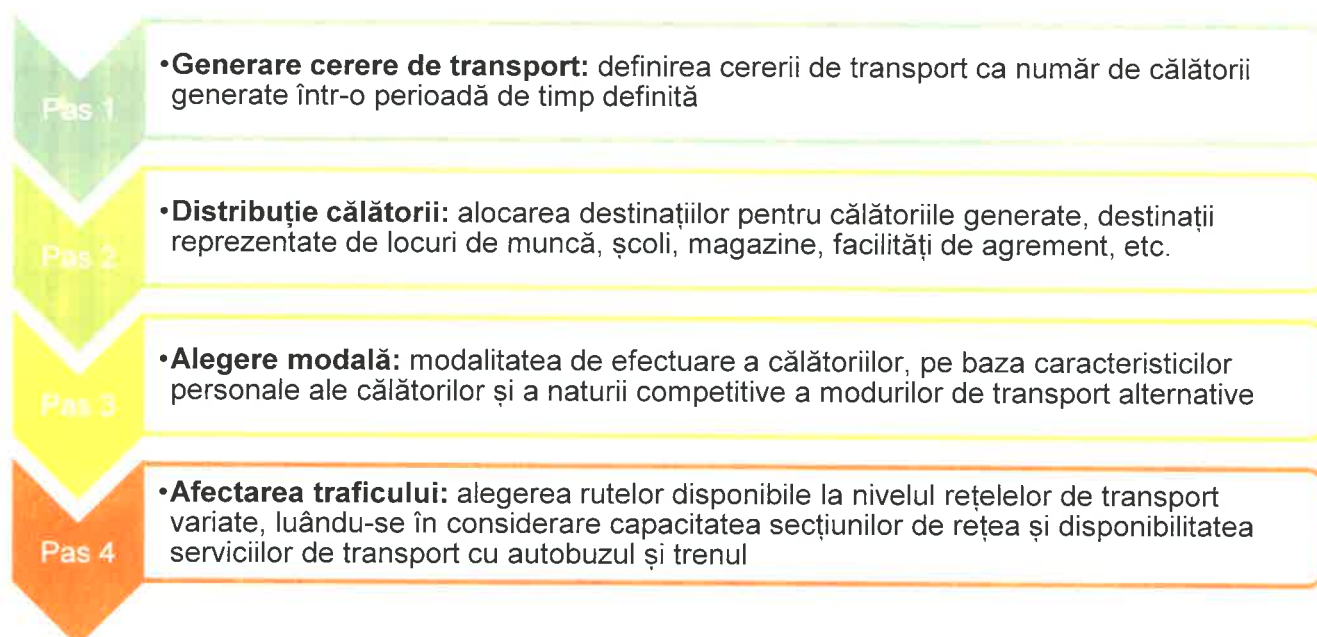 Pas 1
•Generare cerere de transport: definirea cererii de transport ca număr de călătorii
generate într-o perioadă de timp definită
Pas 2
•Distribuție călătorii: alocarea destinațiilor pentru călătoriile generate, destinații
reprezentate de locuri de muncă, școli, magazine, facilități de agrement, etc.
Pas 3
•Alegere modală: modalitatea de efectuare a călătoriilor, pe baza caracteristicilor
personale ale călătorilor și a naturii competitive a modurilor de transport alternative
Pas 4
•Afectarea traficului: alegerea rutelor disponibile la nivelul rețelelor de transport
variate, luându-se în considerare capacitatea secțiunilor de rețea și disponibilitatea
serviciilor de transport cu autobuzul și trenul